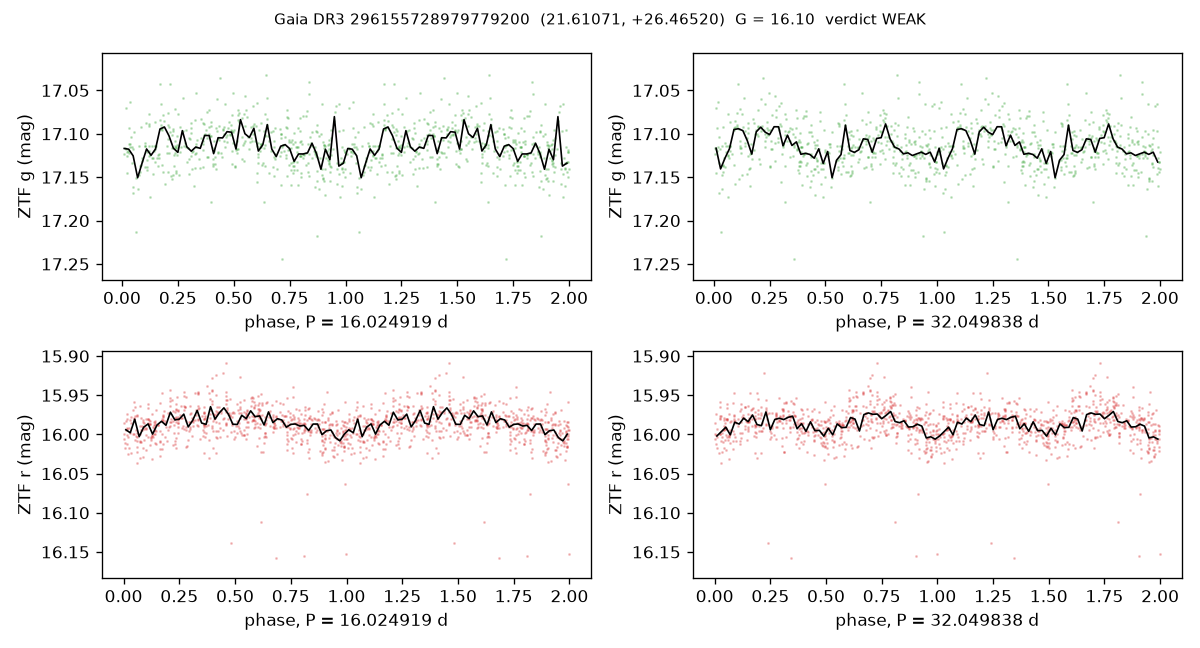 Gaia DR3 296155728979779200 (21.61071, +26.46520) G = 16.10 verdict WEAK
17.05
17.10
17.15
17.20
17.25
ZTF g (mag)
0.00 0.25 0.50 0.75 1.00 1.25 1.50 1.75 2.00
phase, P = 16.024919 d
17.05
17.10
17.15
17.20
17.25
ZTF g (mag)
0.00 0.25 0.50 0.75 1.00 1.25 1.50 1.75 2.00
phase, P = 32.049838 d
15.90
15.95
16.00
16.05
16.10
16.15
ZTF r (mag)
0.00 0.25 0.50 0.75 1.00 1.25 1.50 1.75 2.00
phase, P = 16.024919 d
15.90
15.95
16.00
16.05
16.10
16.15
ZTF r (mag)
0.00 0.25 0.50 0.75 1.00 1.25 1.50 1.75 2.00
phase, P = 32.049838 d